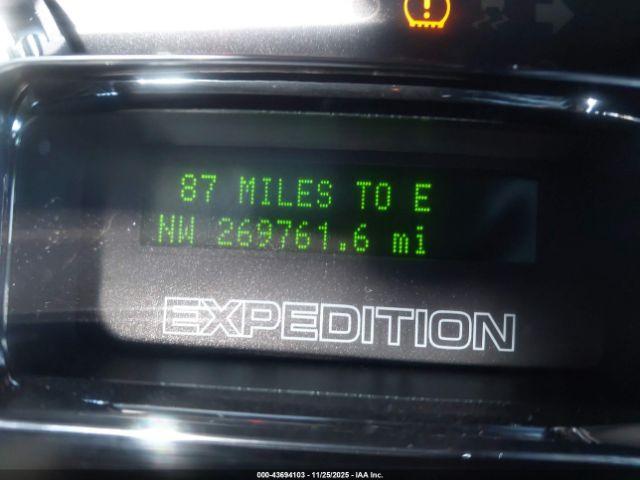 87 MILES TO E
NW 269761.6 mi
EXPEDITION
000-43694103 - 11/25/2025 - IAA Inc.